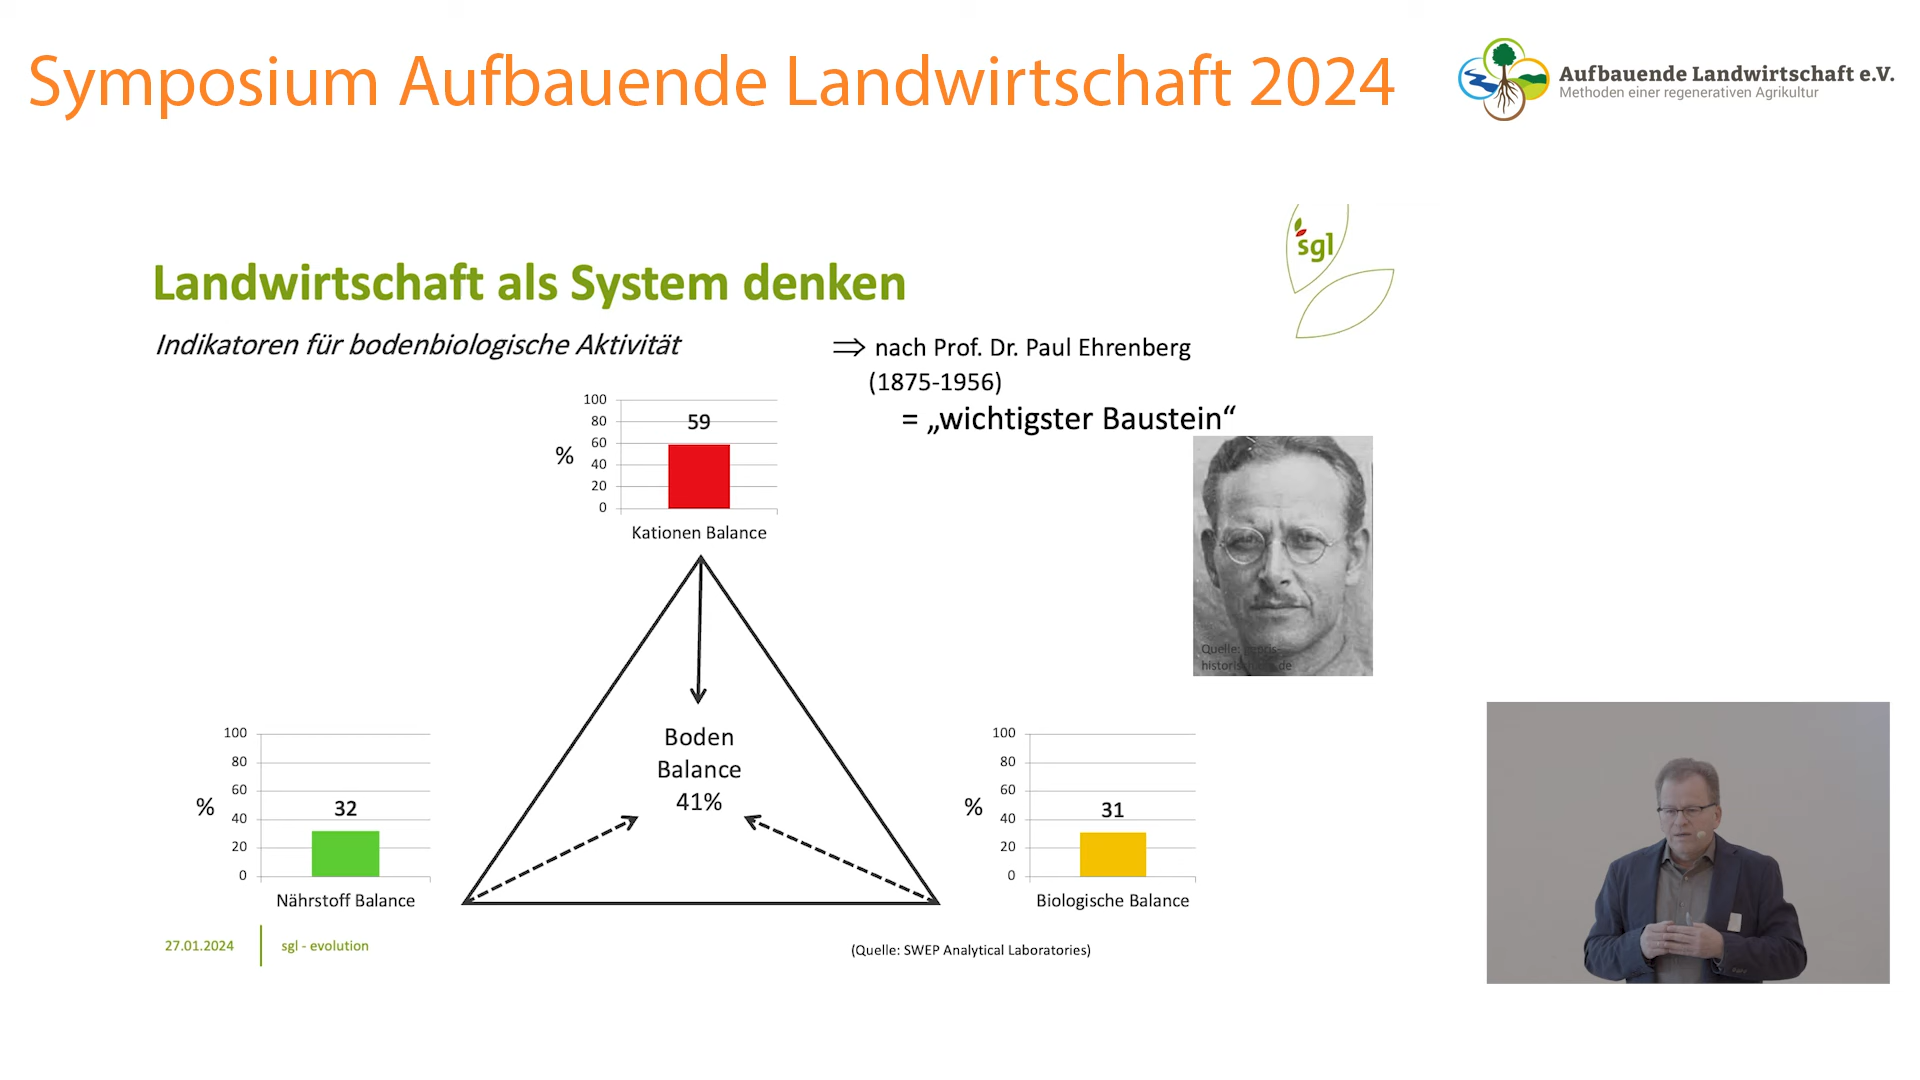 Symposium Aufbauende Landwirtschaft 2024
Aufbauende Landwirtschaft e.V.
Methoden einer regenerativen Agrikultur
sgl
Landwirtschaft als System denken
Indikatoren für bodenbiologische Aktivität
⇒ nach Prof. Dr. Paul Ehrenberg
(1875-1956)
= „wichtigster Baustein“
100
80
60
40
20
0
%
59
Kationen Balance
Quelle:
Boden
Balance
41%
100
80
60
40
20
0
%
32
Nährstoff Balance
100
80
60
40
20
0
%
31
Biologische Balance
27.01.2024
sgl - evolution
(Quelle: SWEP Analytical Laboratories)